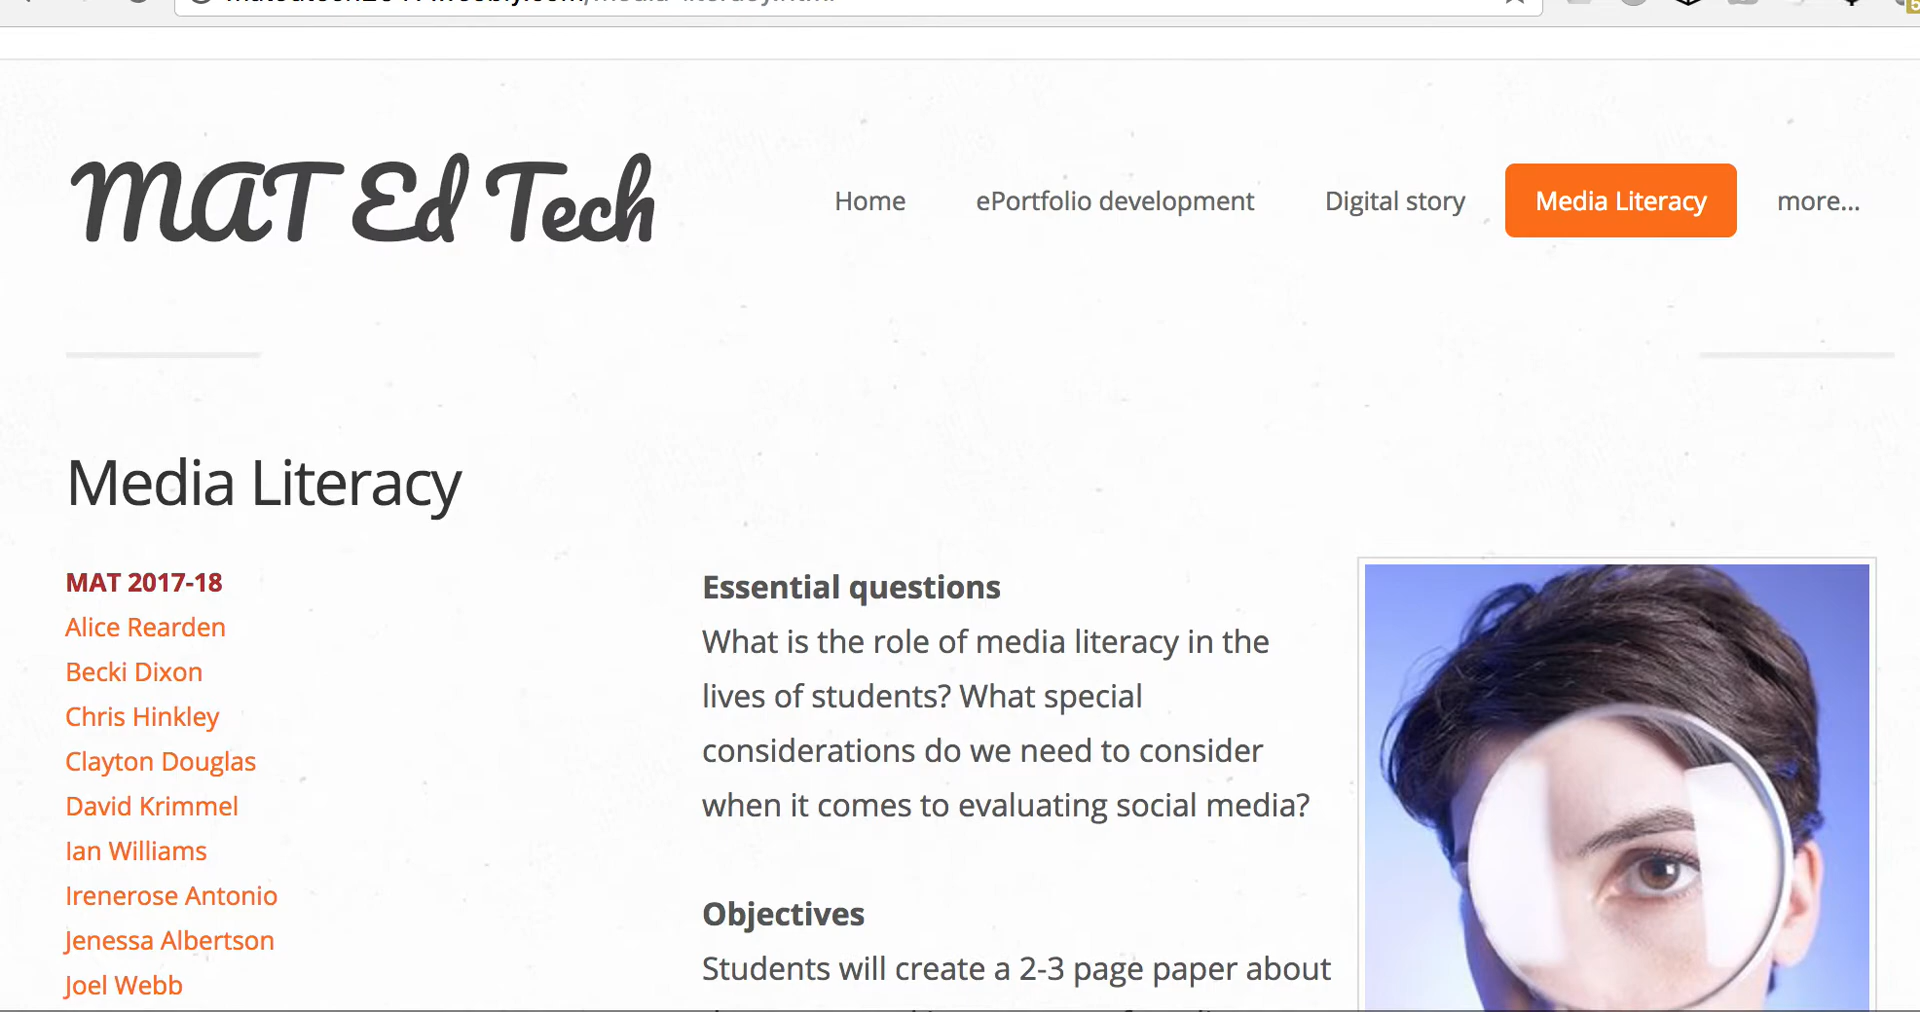 MAT Ed Tech
Home
ePortfolio development
Digital story
Media Literacy
more...
Media Literacy
MAT 2017-18
Alice Rearden
Becki Dixon
Chris Hinkley
Clayton Douglas
David Krimmel
Ian Williams
Irenerose Antonio
Jenessa Albertson
Joel Webb
Essential questions
What is the role of media literacy in the
lives of students? What special
considerations do we need to consider
when it comes to evaluating social media?
Objectives
Students will create a 2-3 page paper about